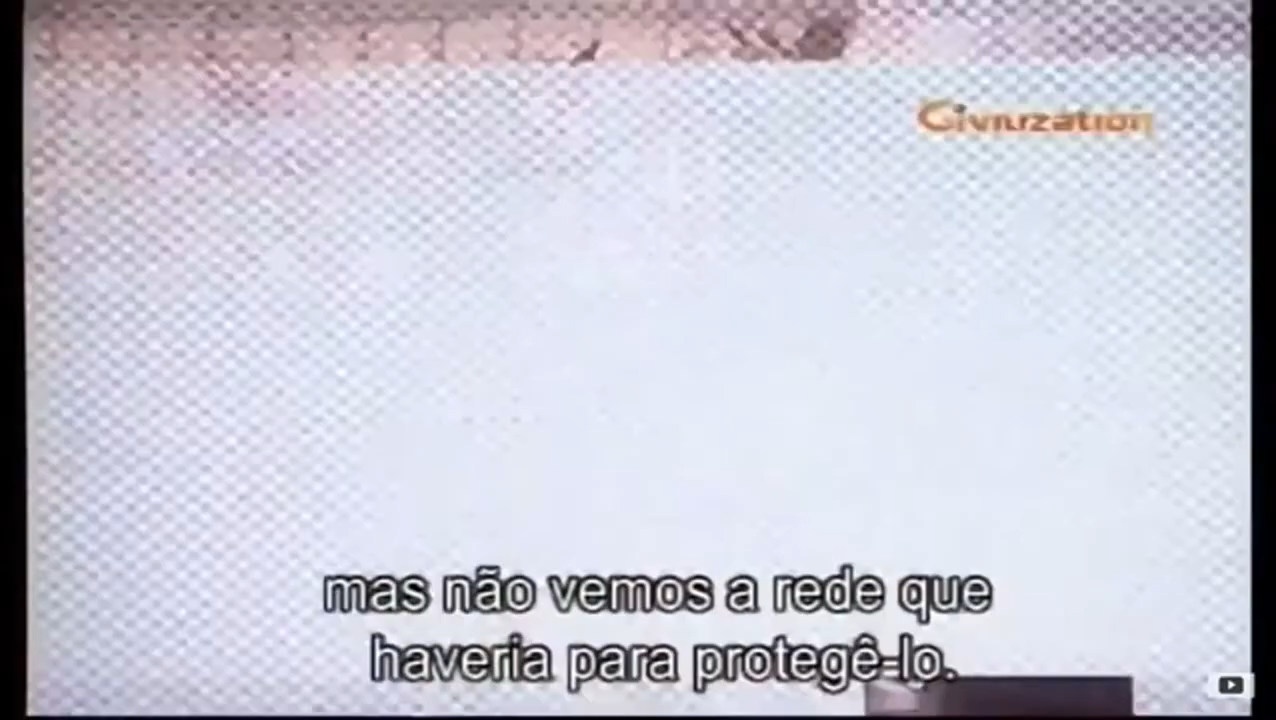 Civilization
mas não vemos a rede que
haveria para protegê-lo.